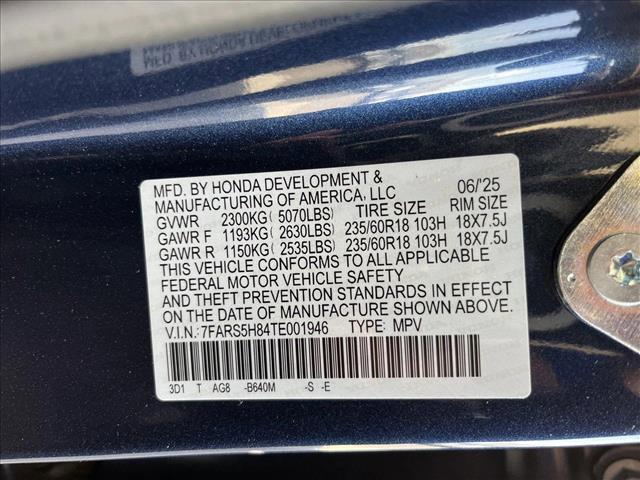 MFD. BY HONDA DEVELOPMENT &
MANUFACTURING OF AMERICA, LLC 06/'25
GVWR 2300KG( 5070LBS) TIRE SIZE RIM SIZE
GAWR F 1193KG( 2630LBS) 235/60R18 103H 18X7.5J
GAWR R 1150KG( 2535LBS) 235/60R18 103H 18X7.5J
THIS VEHICLE CONFORMS TO ALL APPLICABLE
FEDERAL MOTOR VEHICLE SAFETY
AND THEFT PREVENTION STANDARDS IN EFFECT
ON THE DATE OF MANUFACTURE SHOWN ABOVE.
V.I.N.:7FARS5H84TE001946 TYPE: MPV
3D1 T AG8 -B640M -S -E